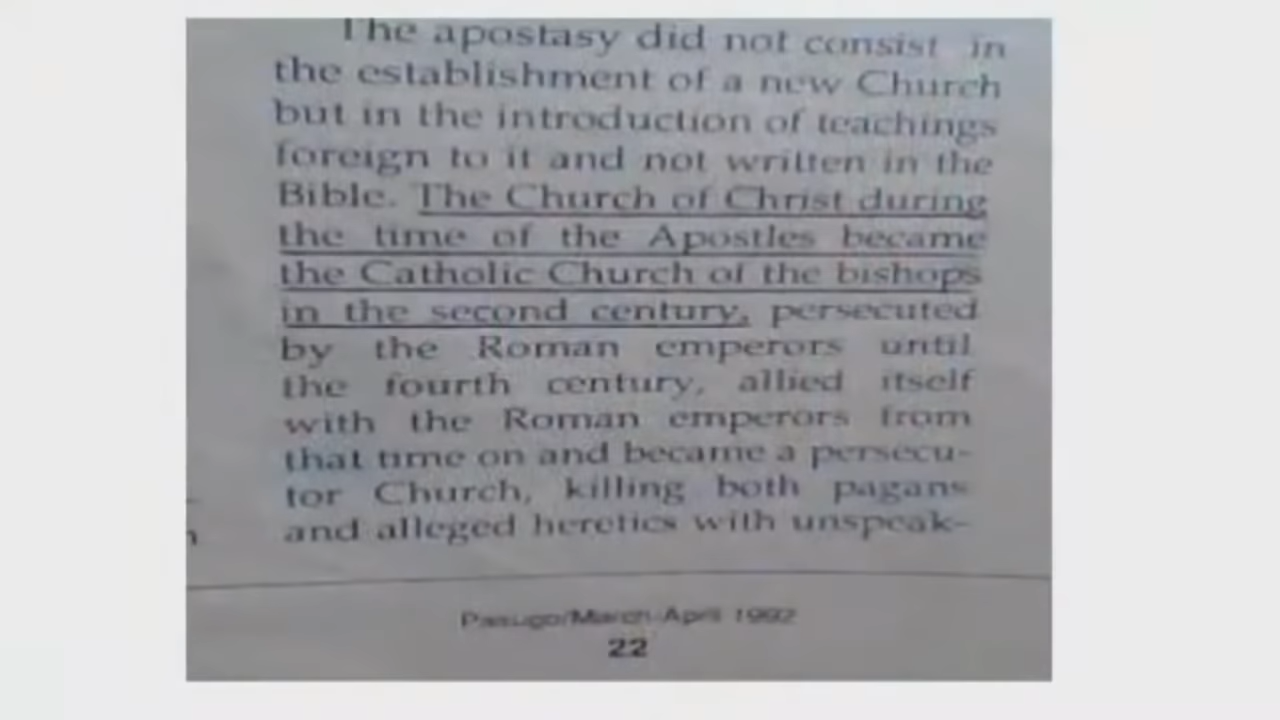 The apostasy did not consist in
the establishment of a new Church
but in the introduction of teachings
foreign to it and not written in the
Bible. The Church of Christ during
the time of the Apostles became
the Catholic Church of the bishops
in the second century, persecuted
by the Roman emperors until
the fourth century, allied itself
with the Roman emperors from
that time on and became a persecu-
tor Church, killing both pagans
and alleged heretics with unspeak-
Pasugo/March-April 1992
22